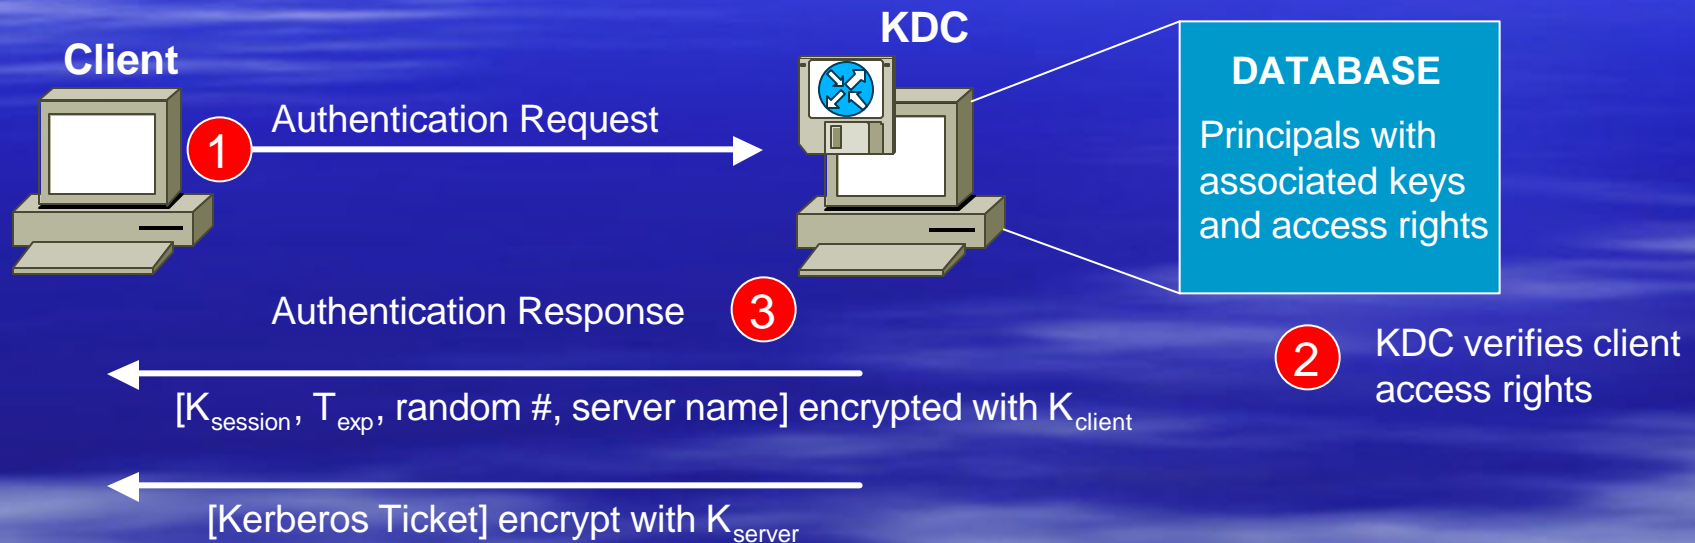 Client
KDC
1
Authentication Request
DATABASE
Principals with
associated keys
and access rights
2
KDC verifies client
access rights
Authentication Response
3
[Ksession, Texp, random #, server name] encrypted with Kclient
[Kerberos Ticket] encrypt with Kserver